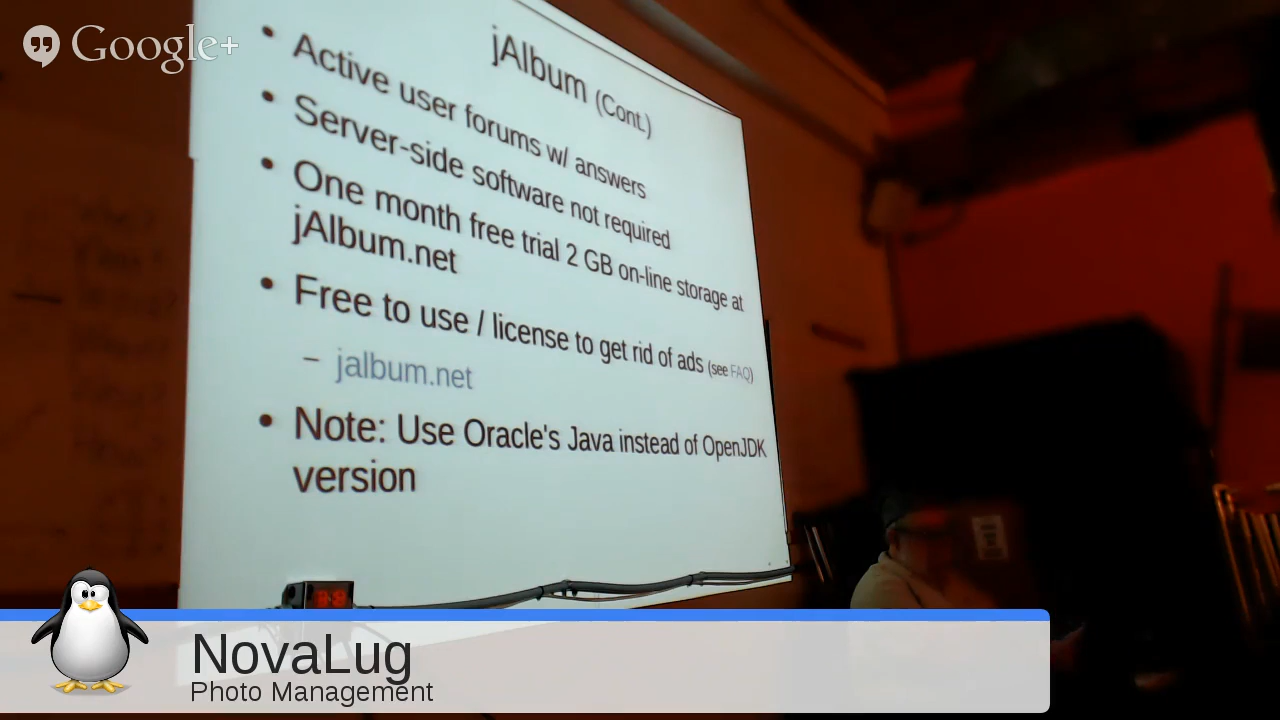 Google+
jAlbum (Cont.)
• Active user forums w/ answers
• Server-side software not required
• One month free trial 2 GB on-line storage at
jAlbum.net
• Free to use / license to get rid of ads (see FAQ)
– jalbum.net
• Note: Use Oracle's Java instead of OpenJDK
version
NovaLug
Photo Management